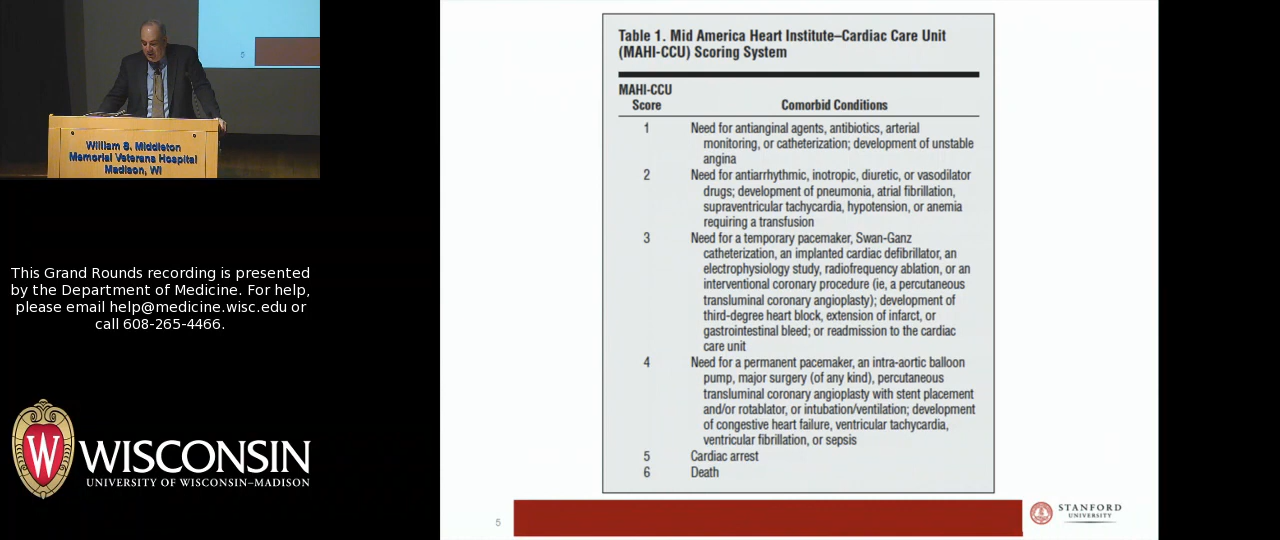 5
William S. Middleton
Memorial Veterans Hospital
Madison, WI
This Grand Rounds recording is presented
by the Department of Medicine. For help,
please email help@medicine.wisc.edu or
call 608-265-4466.
W
WISCONSIN
UNIVERSITY OF WISCONSIN–MADISON
Table 1. Mid America Heart Institute–Cardiac Care Unit
(MAHI-CCU) Scoring System
MAHI-CCU
Score Comorbid Conditions
1 Need for antianginal agents, antibiotics, arterial
monitoring, or catheterization; development of unstable
angina
2 Need for antiarrhythmic, inotropic, diuretic, or vasodilator
drugs; development of pneumonia, atrial fibrillation,
supraventricular tachycardia, hypotension, or anemia
requiring a transfusion
3 Need for a temporary pacemaker, Swan-Ganz
catheterization, an implanted cardiac defibrillator, an
electrophysiology study, radiofrequency ablation, or an
interventional coronary procedure (ie, a percutaneous
transluminal coronary angioplasty); development of
third-degree heart block, extension of infarct, or
gastrointestinal bleed; or readmission to the cardiac
care unit
4 Need for a permanent pacemaker, an intra-aortic balloon
pump, major surgery (of any kind), percutaneous
transluminal coronary angioplasty with stent placement
and/or rotablator, or intubation/ventilation; development
of congestive heart failure, ventricular tachycardia,
ventricular fibrillation, or sepsis
5 Cardiac arrest
6 Death
5
STANFORD
UNIVERSITY